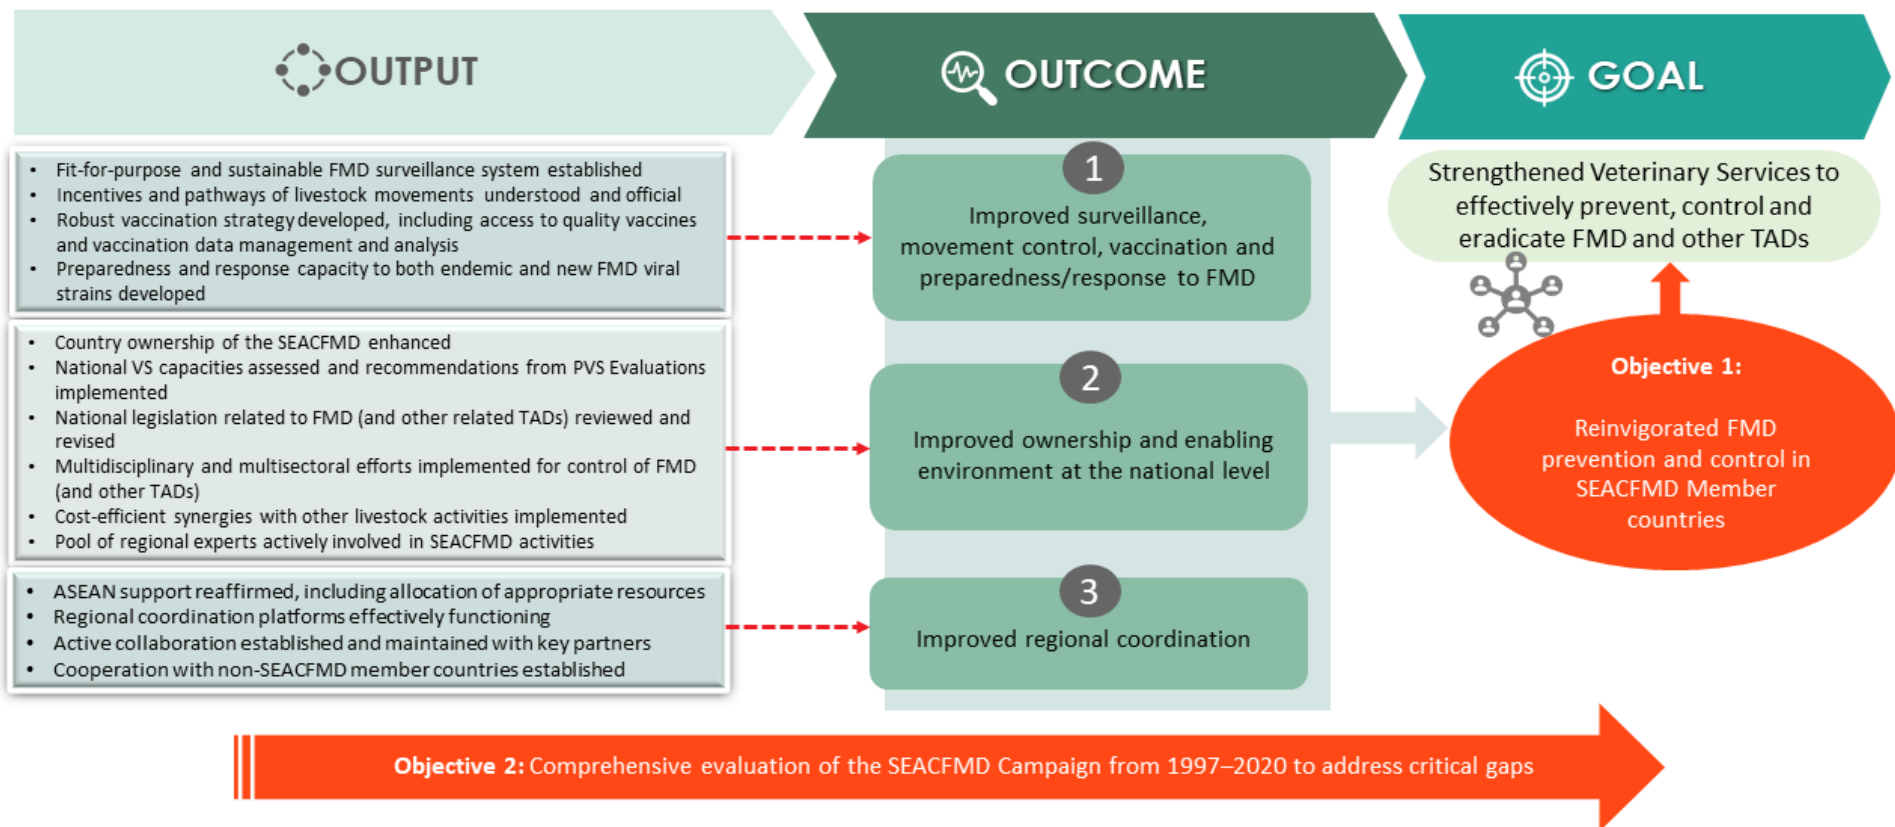 OUTPUT
OUTCOME
GOAL
• Fit-for-purpose and sustainable FMD surveillance system established
• Incentives and pathways of livestock movements understood and official
• Robust vaccination strategy developed, including access to quality vaccines
and vaccination data management and analysis
• Preparedness and response capacity to both endemic and new FMD viral
strains developed
1
Improved surveillance,
movement control, vaccination and
preparedness/response to FMD
Strengthened Veterinary Services to
effectively prevent, control and
eradicate FMD and other TADs
• Country ownership of the SEACFMD enhanced
• National VS capacities assessed and recommendations from PVS Evaluations
implemented
• National legislation related to FMD (and other related TADs) reviewed and
revised
• Multidisciplinary and multisectoral efforts implemented for control of FMD
(and other TADs)
• Cost-efficient synergies with other livestock activities implemented
• Pool of regional experts actively involved in SEACFMD activities
2
Improved ownership and enabling
environment at the national level
Objective 1:
Reinvigorated FMD
prevention and control in
SEACFMD Member
countries
• ASEAN support reaffirmed, including allocation of appropriate resources
• Regional coordination platforms effectively functioning
• Active collaboration established and maintained with key partners
• Cooperation with non-SEACFMD member countries established
3
Improved regional coordination
Objective 2: Comprehensive evaluation of the SEACFMD Campaign from 1997–2020 to address critical gaps